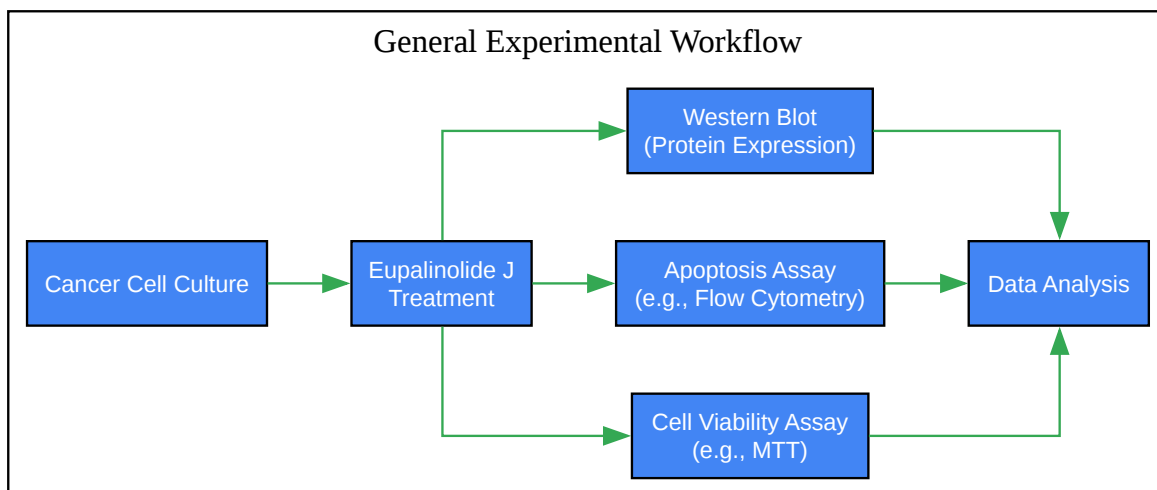 General Experimental Workflow
Western Blot
(Protein Expression)
Cancer Cell Culture
Eupalinolide J
Treatment
Apoptosis Assay
(e.g., Flow Cytometry)
Data Analysis
Cell Viability Assay
(e.g., MTT)